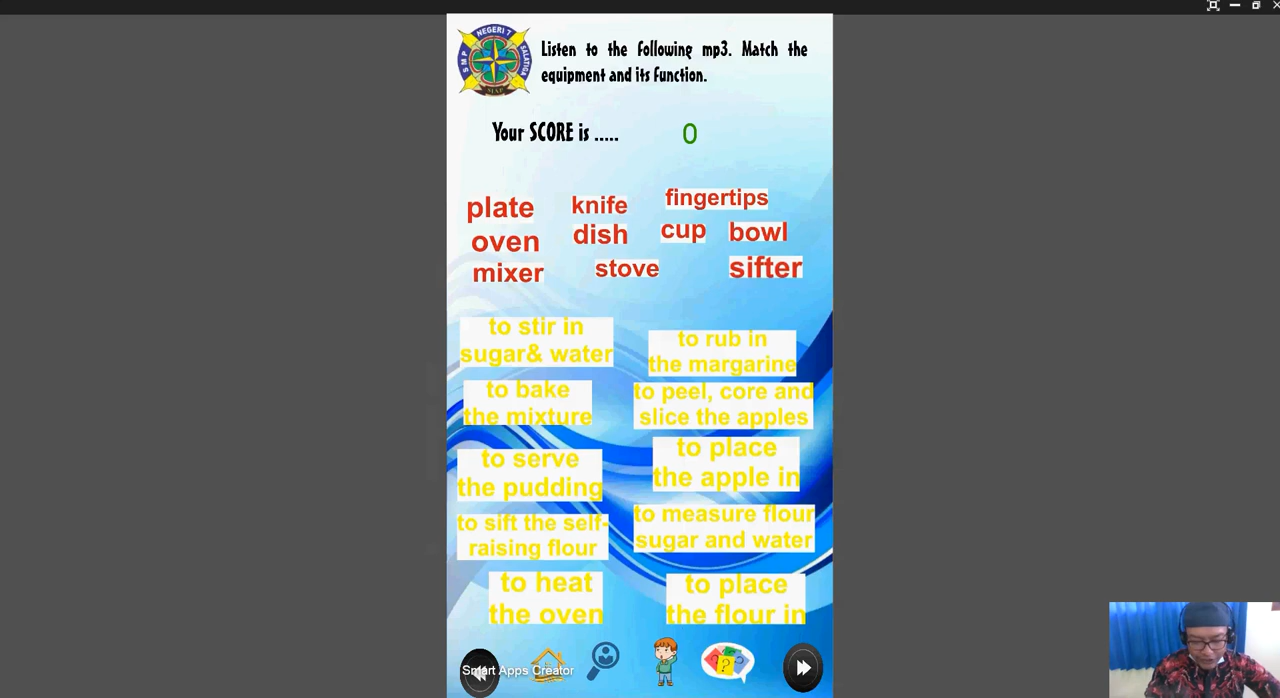 SMP NEGERI 7 SALATIGA
Listen to the following mp3. Match the
equipment and its function.
Your SCORE is ..... 0
plate knife fingertips
oven dish cup bowl
mixer stove sifter
to stir in
sugar& water
to rub in
the margarine
to bake
the mixture
to peel, core and
slice the apples
to serve
the pudding
to place
the apple in
to sift the self-
raising flour
to measure flour
sugar and water
to heat
the oven
to place
the flour in
Smart Apps Creator